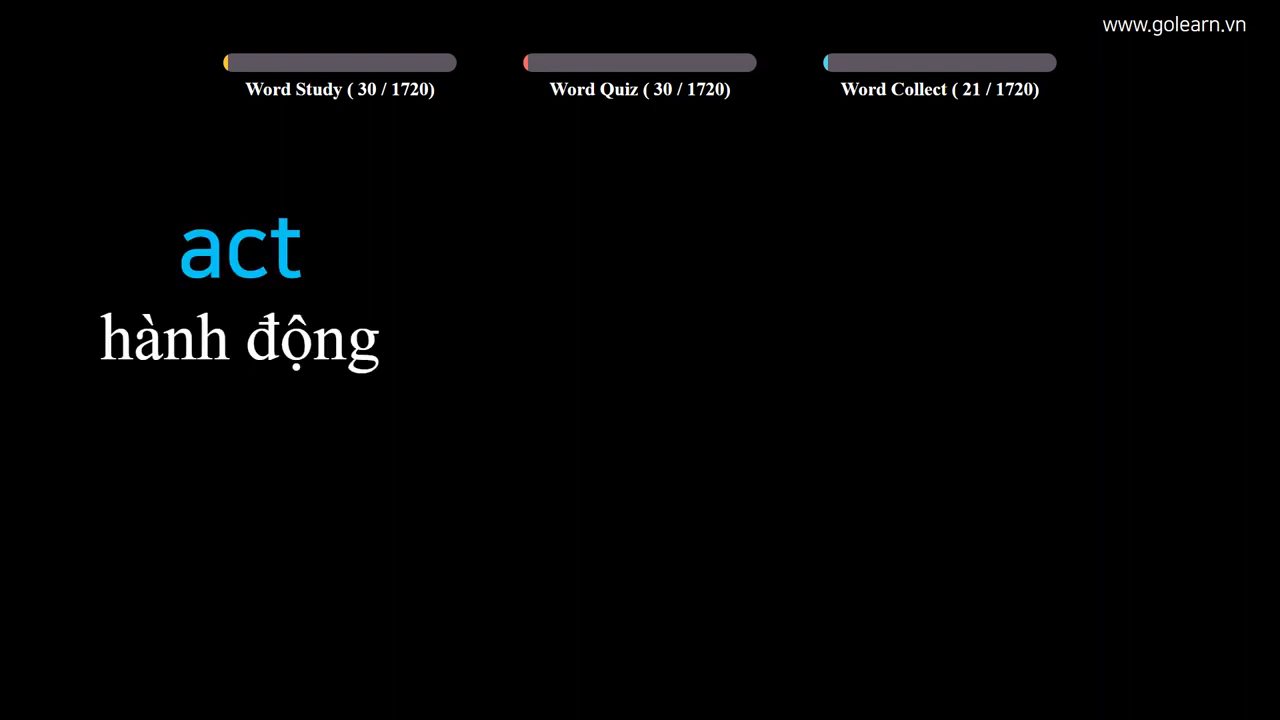 www.golearn.vn
Word Study ( 30 / 1720)
Word Quiz ( 30 / 1720)
Word Collect ( 21 / 1720)
act
hành động